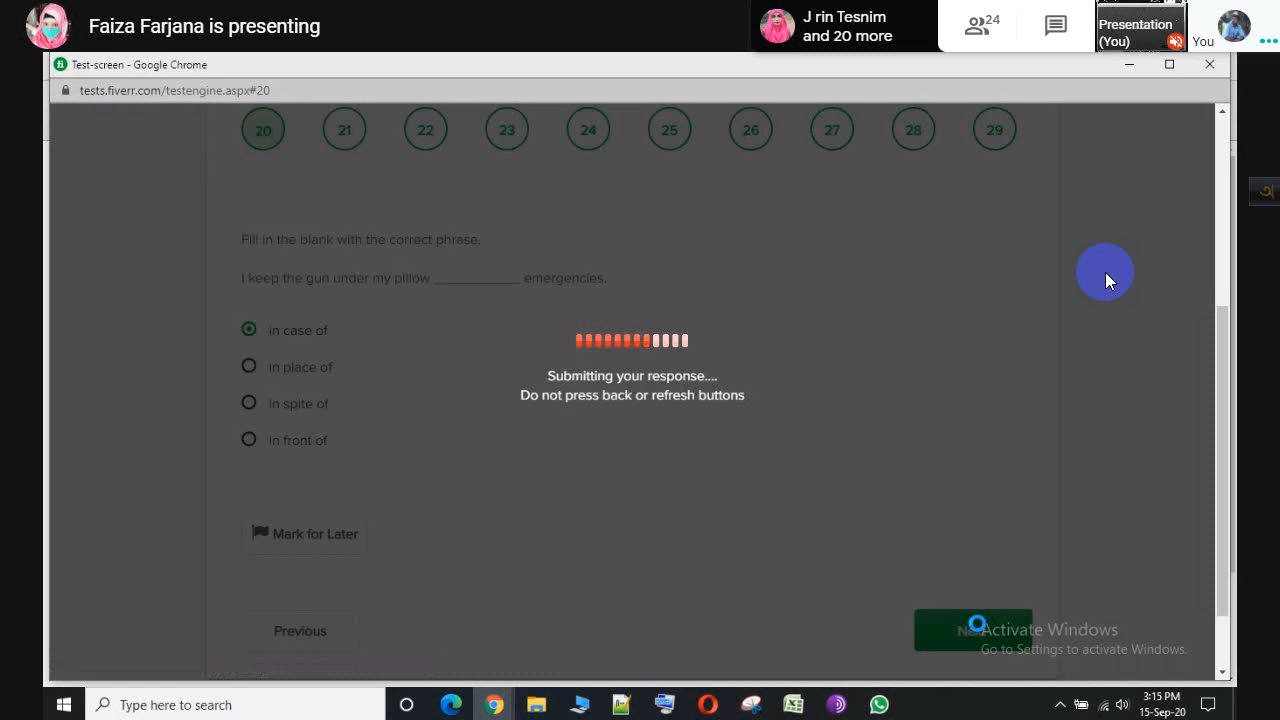 Faiza Farjana is presenting
J rin Tesnim
and 20 more
24
Presentation
(You)
You
Test-screen - Google Chrome
tests.fiverr.com/testengine.aspx#20
20 21 22 23 24 25 26 27 28 29
অ
Fill in the blank with the correct phrase.
I keep the gun under my pillow ___________ emergencies.
in case of
in place of
In spite of
in front of
Submitting your response....
Do not press back or refresh buttons
Mark for Later
Previous
Activate Windows
Go to Settings to activate Windows.
Type here to search
3:15 PM
15-Sep-20